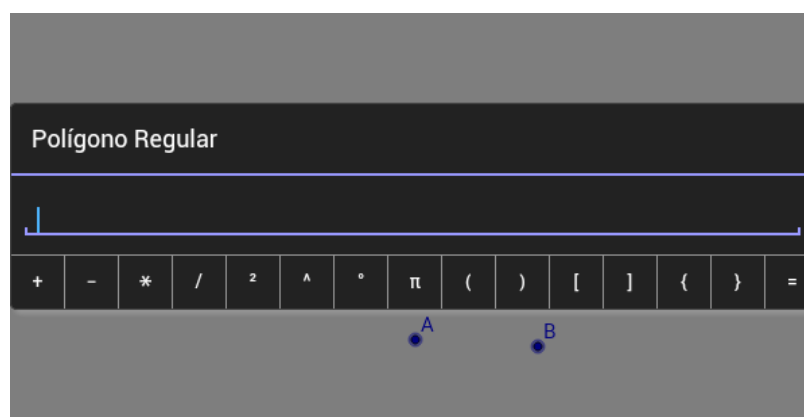 Polígono Regular
+ - * / ² ^ ° π ( ) [ ] { } =
A
B